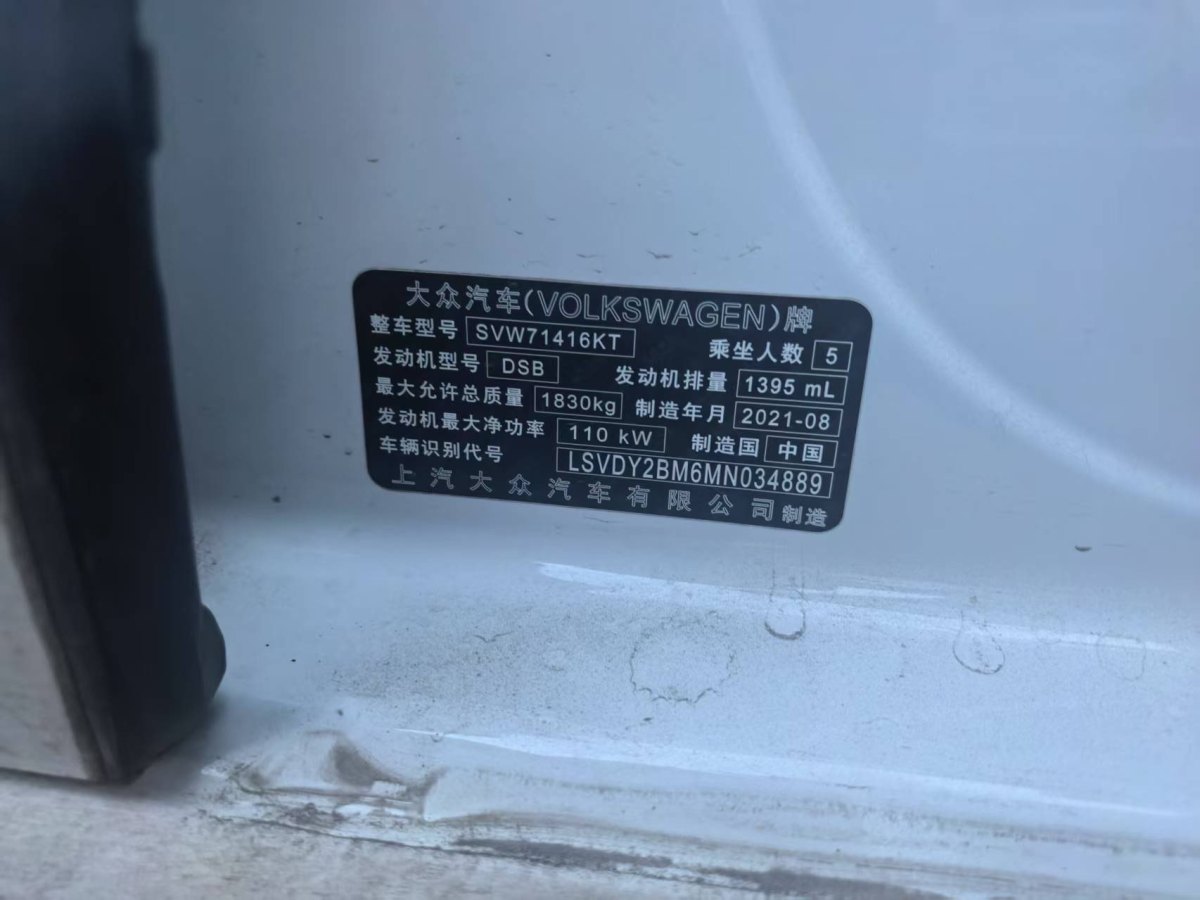 大众汽车(VOLKSWAGEN)牌
整车型号 SVW71416KT 乘坐人数 5
发动机型号 DSB 发动机排量 1395 mL
最大允许总质量 1830kg 制造年月 2021-08
发动机最大净功率 110 kW 制造国 中国
车辆识别代号 LSVDY2BM6MN034889
上汽大众汽车有限公司制造